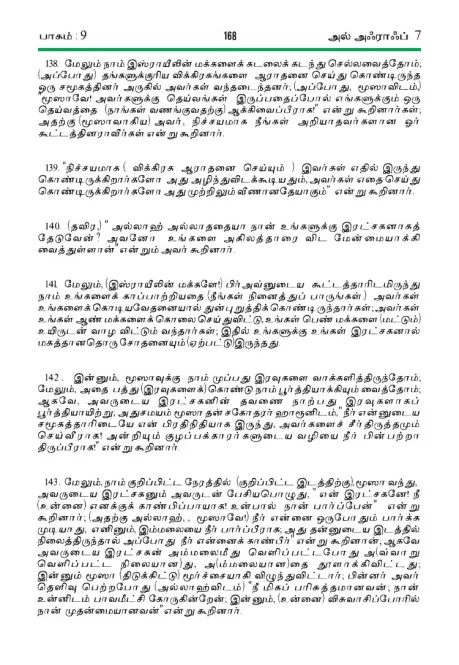 பாகம் : 9 168 அல் அஃராஃப் 7
138. மேலும் நாம் இஸ்ராயீலின் மக்களைக் கடலைக் கடந்து செல்லவைத்தோம்;
(அப்போது) தங்களுக்குரிய விக்கிரகங்களை ஆராதனை செய்து கொண்டிருந்த
ஒரு சமூகத்தினர் அருகில் அவர்கள் வந்தடைந்தனர்; (அப்போது, மூஸாவிடம்,)
"மூஸாவே! அவர்களுக்கு தெய்வங்கள் இருப்பதைப்போல் எங்களுக்கும் ஒரு
தெய்வத்தை (நாங்கள் வணங்குவதற்கு) ஆக்கிவைப்பீராக!" என்று கூறினார்கள்;
அதற்கு (மூஸாவாகிய) அவர், நிச்சயமாக நீங்கள் அறியாதவர்களான ஓர்
கூட்டத்தினராவீர்கள் என்று கூறினார்.
139. "நிச்சயமாக ( விக்கிரக ஆராதனை செய்யும் ) இவர்கள் எதில் இருந்து
கொண்டிருக்கிறார்களோ அது அழிந்துவிடக்கூடியதும், அவர்கள் எதை செய்து
கொண்டிருக்கிறார்களோ அது முற்றிலும் வீணானதேயாகும்" என்று கூறினார்.
140. (தவிர,) " அல்லாஹ் அல்லாததையா நான் உங்களுக்கு இரட்சகனாகத்
தேடுவேன்? அவனோ உங்களை அகிலத்தாரை விட மேன்மையாக்கி
வைத்துள்ளான்" என்றும் அவர் கூறினார்.
141. மேலும், (இஸ்ராயீலின் மக்களே!) பிர்அவ்னுடைய கூட்டத்தாரிடமிருந்து
நாம் உங்களைக் காப்பாற்றியதை (நீங்கள் நினைத்துப் பாருங்கள்.) அவர்கள்
உங்களைக் கொடியவேதனையால் துன்புறுத்திக் கொண்டிருந்தார்கள்; அவர்கள்
உங்கள் ஆண் மக்களைக் கொலை செய்துவிட்டு, உங்கள் பெண் மக்களை (மட்டும்)
உயிருடன் வாழ விட்டும் வந்தார்கள்; இதில் உங்களுக்கு உங்கள் இரட்சகனால்
மகத்தானதொரு சோதனையும் (ஏற்பட்டு)இருந்தது.
142 . இன்னும், மூஸாவுக்கு நாம் முப்பது இரவுகளை வாக்களித்திருந்தோம்;
மேலும், அதை பத்து (இரவுகளைக்) கொண்டு நாம் பூர்த்தியாக்கியும் வைத்தோம்;
ஆகவே, அவருடைய இரட்சகனின் தவணை நாற்பது இரவுகளாகப்
பூர்த்தியாயிற்று; அதுசமயம் மூஸா தன் சகோதரர் ஹாரூனிடம், "நீர் என்னுடைய
சமூகத்தாரிடையே என் பிரதிநிதியாக இருந்து, அவர்களைச் சீர்திருத்தமும்
செய்வீராக! அன்றியும் குழப்பக்காரர்களுடைய வழியை நீர் பின்பற்றா
திருப்பீராக!" என்று கூறினார்.
143. மேலும், நாம் குறிப்பிட்ட நேரத்தில் (குறிப்பிட்ட இடத்திற்கு), மூஸா வந்து,
அவருடைய இரட்சகனும் அவருடன் பேசியபொழுது, " என் இரட்சகனே! நீ
(உன்னை) எனக்குக் காண்பிப்பாயாக! உன்பால் நான் பார்ப்பேன்" என்று
கூறினார்; (அதற்கு அல்லாஹ், , மூஸாவே!) நீர் என்னை ஒருபோதும் பார்க்க
முடியாது, எனினும், இம்மலையை நீர் பார்ப்பீராக; அது தன்னுடைய இடத்தில்
நிலைத்திருந்தால் அப்போது நீர் என்னைக் காண்பீர்" என்று கூறினான்; ஆகவே
அவருடைய இரட்சகன் அம்மலைமீது வெளிப்பட்டபோது அ(வ்வாறு
வெளிப்பட்ட நிலையான)து, அ(ம்மலையான)தை தூளாக்கிவிட்டது;
இன்னும் மூஸா (திடுக்கிட்டு) மூர்ச்சையாகி விழுந்துவிட்டார்; பின்னர் அவர்
தெளிவு பெற்றபோது (அல்லாஹ்விடம்) "நீ மிகப் பரிசுத்தமானவன்; நான்
உன்னிடம் பாவமீட்சி கோருகின்றேன்; இன்னும், (உன்னை) விசுவாசிப்போரில்
நான் முதன்மையானவன்" என்று கூறினார்.